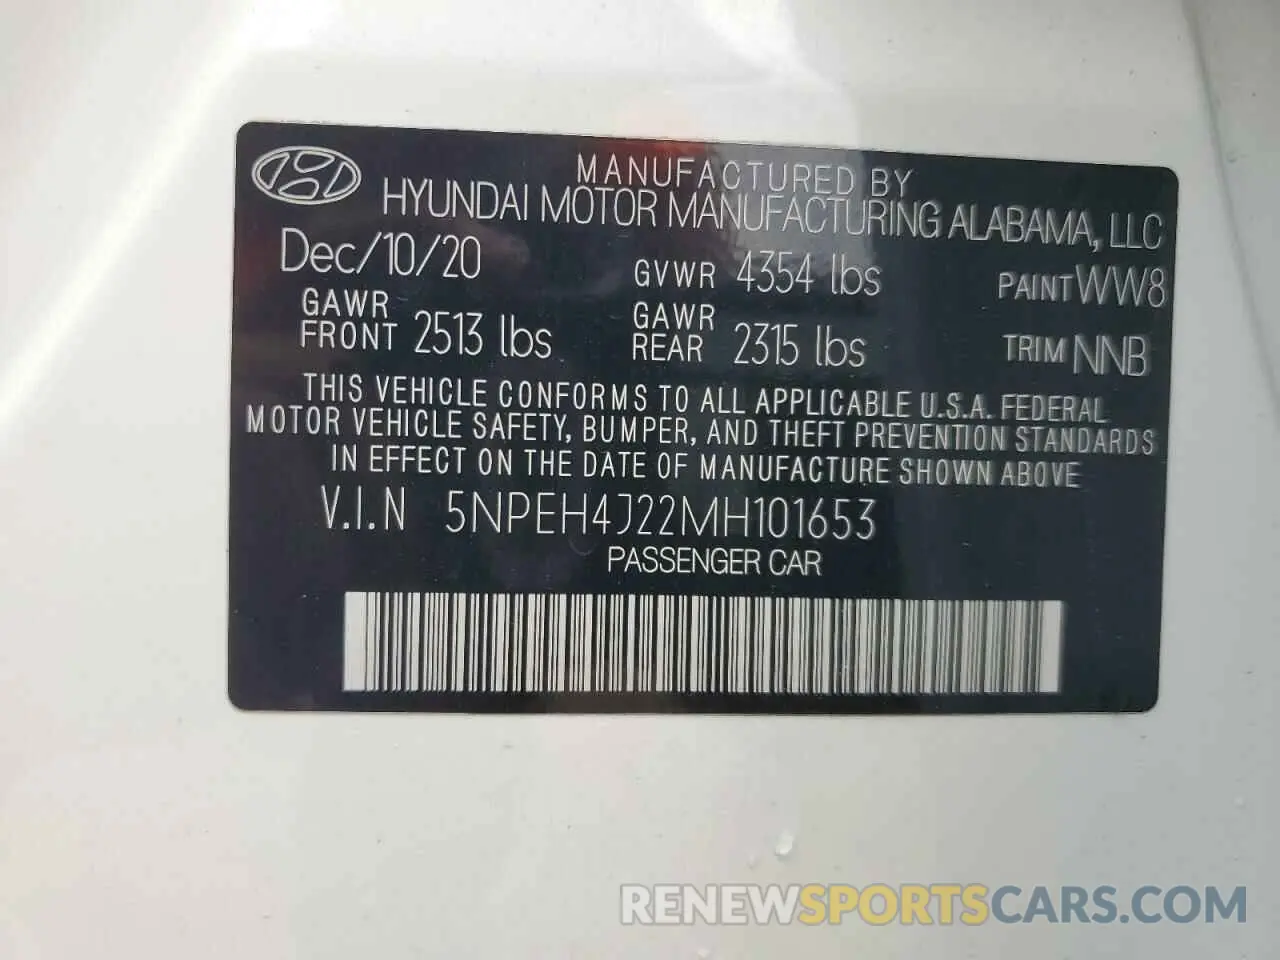 MANUFACTURED BY
HYUNDAI MOTOR MANUFACTURING ALABAMA, LLC
Dec/10/20 GVWR 4354 lbs PAINT WW8
GAWR FRONT 2513 lbs GAWR REAR 2315 lbs TRIM NNB
THIS VEHICLE CONFORMS TO ALL APPLICABLE U.S.A. FEDERAL
MOTOR VEHICLE SAFETY, BUMPER, AND THEFT PREVENTION STANDARDS
IN EFFECT ON THE DATE OF MANUFACTURE SHOWN ABOVE
V.I.N 5NPEH4J22MH101653
PASSENGER CAR
RENEWSPORTSCARS.COM